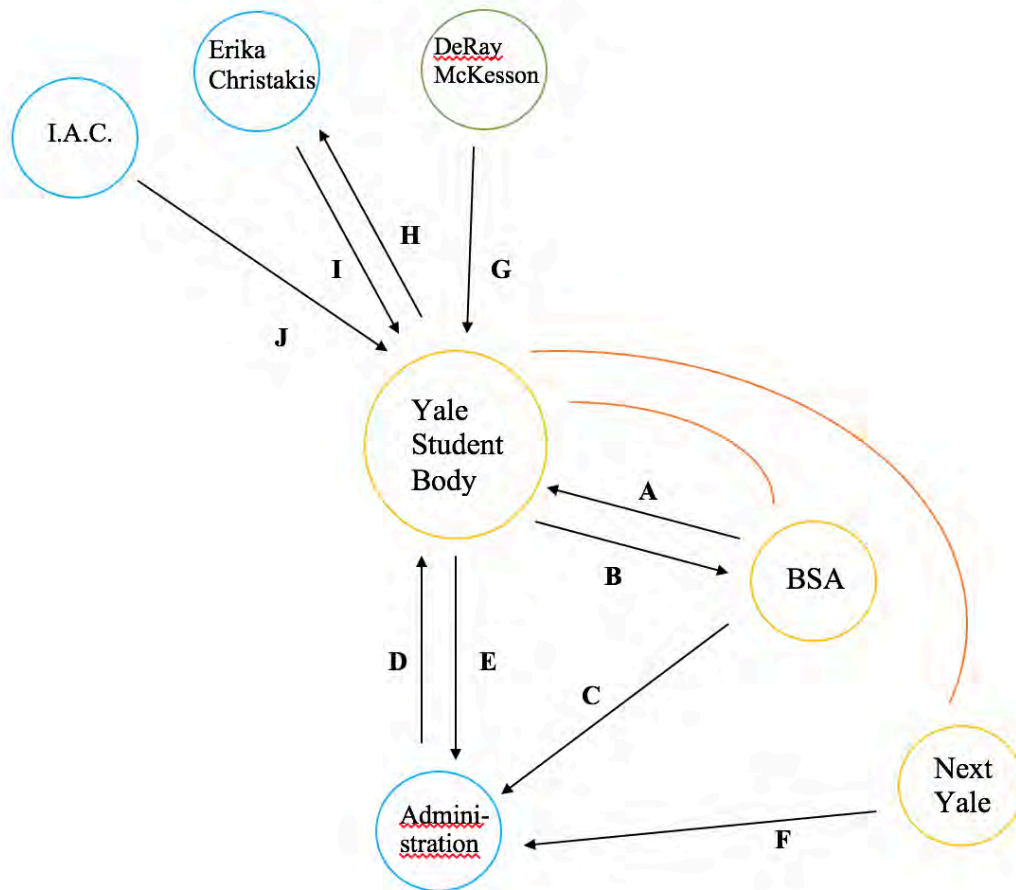 Erika
Christakis
DeRay
McKesson
I.A.C.
H
I
G
J
Yale
Student
Body
A
B
BSA
D
E
C
Next
Yale
Admini-
stration
F